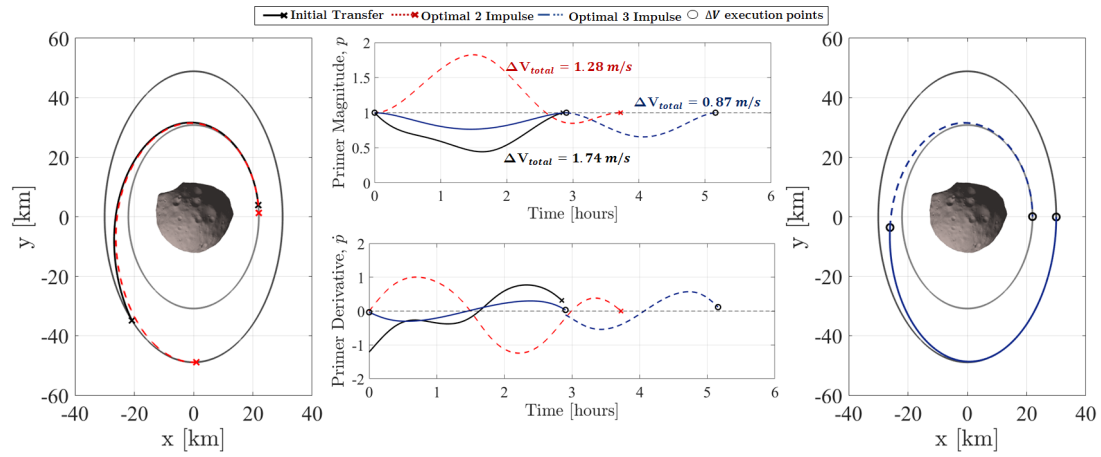 Initial Transfer Optimal 2 Impulse Optimal 3 Impulse ΔV execution points
60
40
20
0
-20
-40
-60
y [km]
-40 -20 0 20 40
x [km]
2
1.5
1
0.5
0
Primer Magnitude, p
ΔVtotal = 1.28 m/s
ΔVtotal = 0.87 m/s
ΔVtotal = 1.74 m/s
0 1 2 3 4 5 6
Time [hours]
2
1
0
-1
-2
Primer Derivative, ṗ
0 1 2 3 4 5 6
Time [hours]
60
40
20
0
-20
-40
-60
y [km]
-40 -20 0 20 40
x [km]